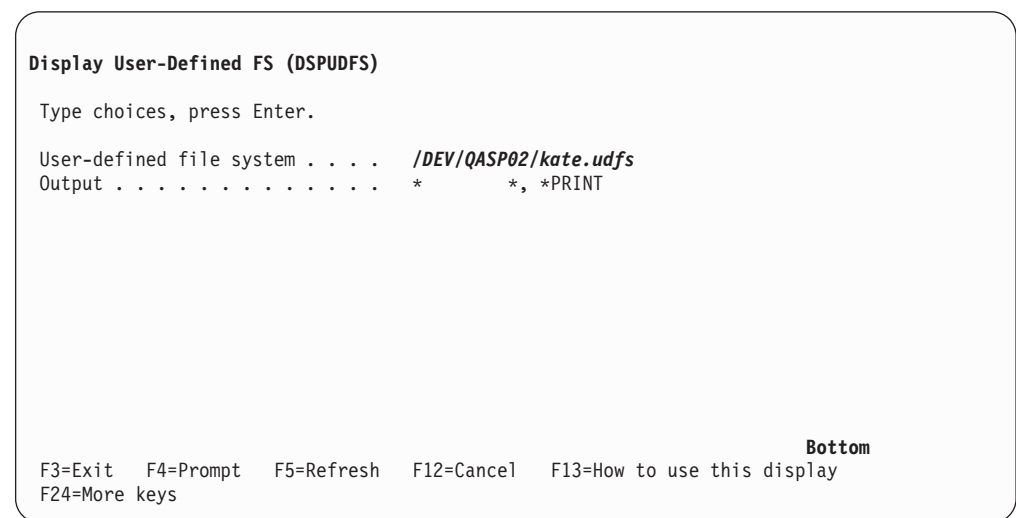 Display User-Defined FS (DSPUDFS)
Type choices, press Enter.
User-defined file system . . . . /DEV/QASP02/kate.udfs
Output . . . . . . . . . . . . . * *, *PRINT
Bottom
F3=Exit F4=Prompt F5=Refresh F12=Cancel F13=How to use this display
F24=More keys